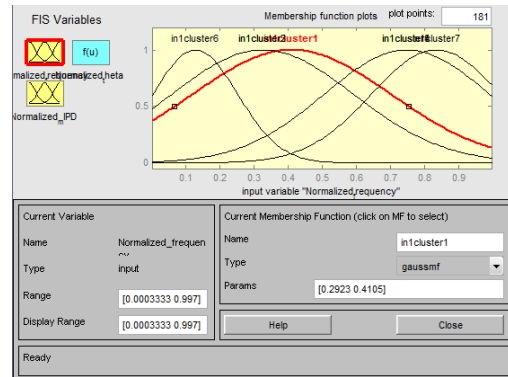 FIS Variables
Membership function plots
plot points:
181
f(u)
Normalized_mIPD
in1cluster6
in1cluster1
in1cluster7
1
0.5
0
0.1 0.2 0.3 0.4 0.5 0.6 0.7 0.8 0.9
input variable "Normalized_frequency"
Current Variable
Name
Normalized_frequen
cy
Type
input
Range
[0.0003333 0.997]
Display Range
[0.0003333 0.997]
Current Membership Function (click on MF to select)
Name
in1cluster1
Type
gaussmf
Params
[0.2923 0.4105]
Help
Close
Ready